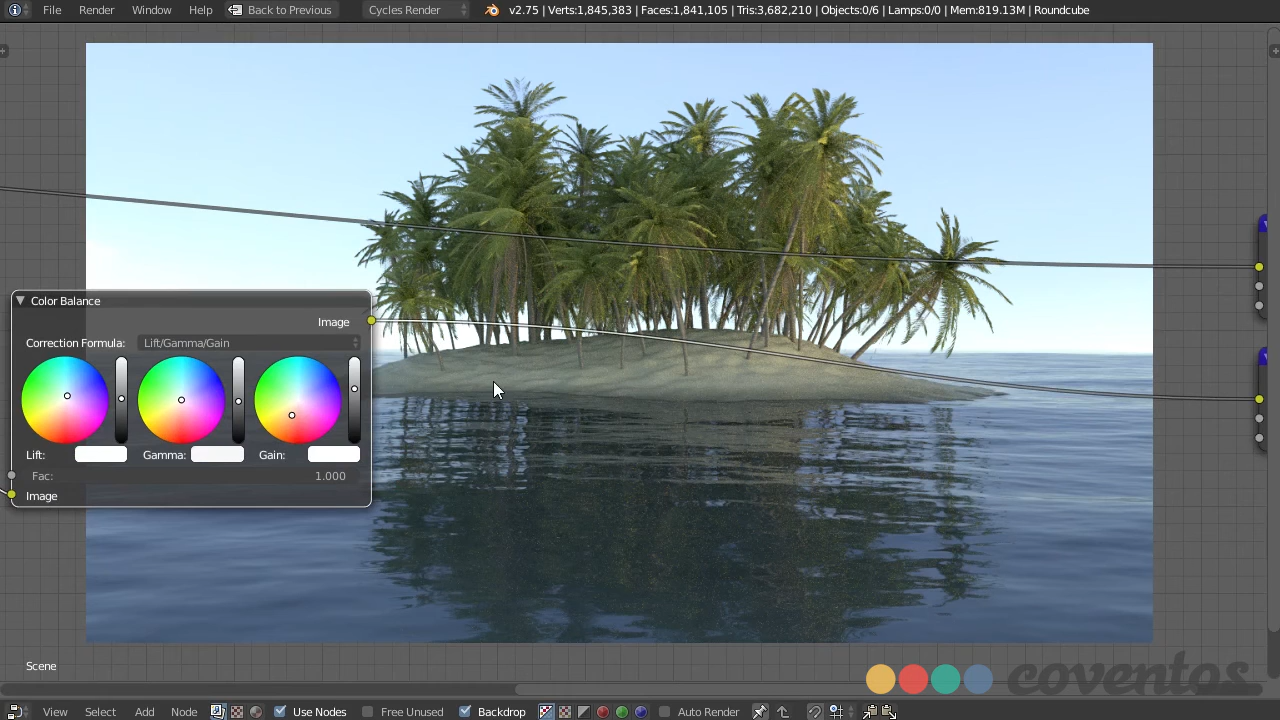 File Render Window Help Back to Previous Cycles Render v2.75 | Verts:1,845,383 | Faces:1,841,105 | Tris:3,682,210 | Objects:0/6 | Lamps:0/0 | Mem:819.13M | Roundcube
Color Balance
Image
Correction Formula: Lift/Gamma/Gain
Lift: Gamma: Gain:
Fac: 1.000
Image
Scene
coventos
View Select Add Node Use Nodes Free Unused Backdrop Auto Render